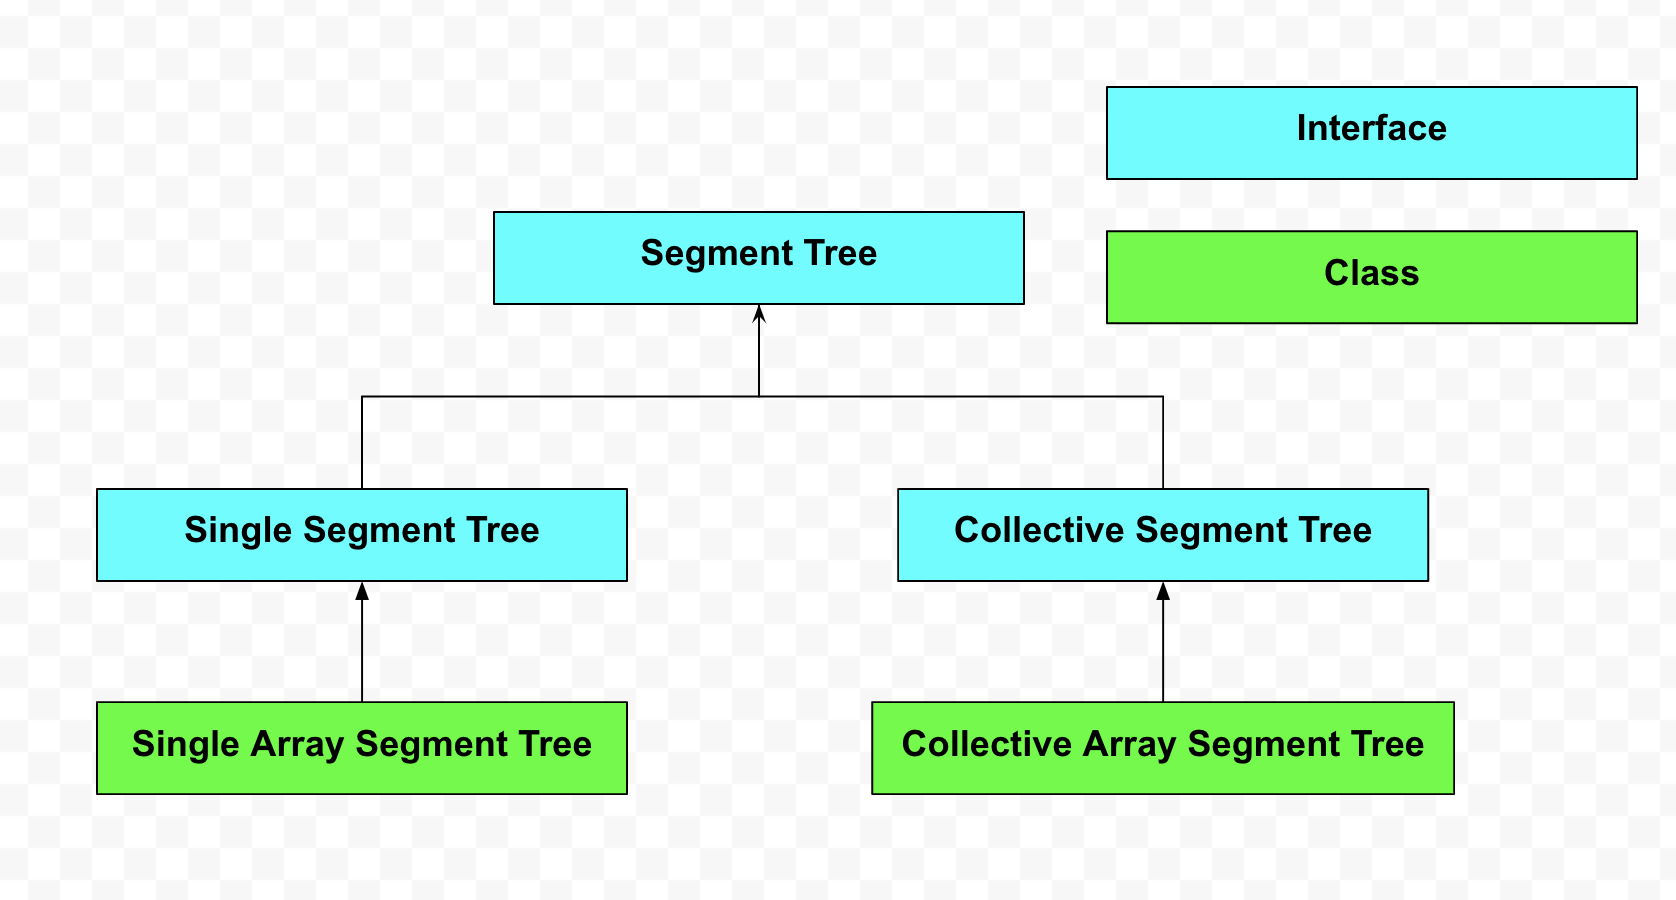 Interface
Segment Tree
Class
Single Segment Tree
Collective Segment Tree
Single Array Segment Tree
Collective Array Segment Tree